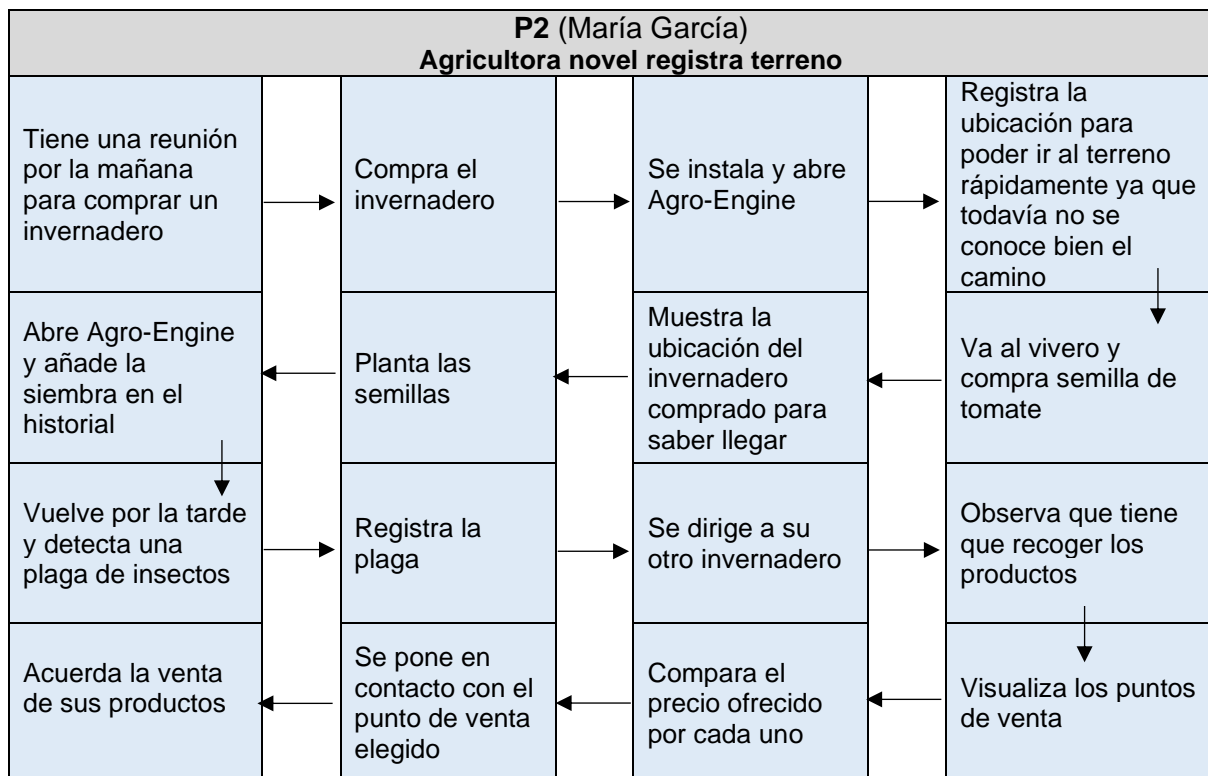 P2 (María García)
Agricultora novel registra terreno
Tiene una reunión
por la mañana
para comprar un
invernadero
Compra el
invernadero
Se instala y abre
Agro-Engine
Registra la
ubicación para
poder ir al terreno
rápidamente ya que
todavía no se
conoce bien el
camino
Va al vivero y
compra semilla de
tomate
Muestra la
ubicación del
invernadero
comprado para
saber llegar
Planta las
semillas
Abre Agro-Engine
y añade la
siembra en el
historial
Vuelve por la tarde
y detecta una
plaga de insectos
Registra la
plaga
Se dirige a su
otro invernadero
Observa que tiene
que recoger los
productos
Visualiza los puntos
de venta
Compara el
precio ofrecido
por cada uno
Se pone en
contacto con el
punto de venta
elegido
Acuerda la venta
de sus productos